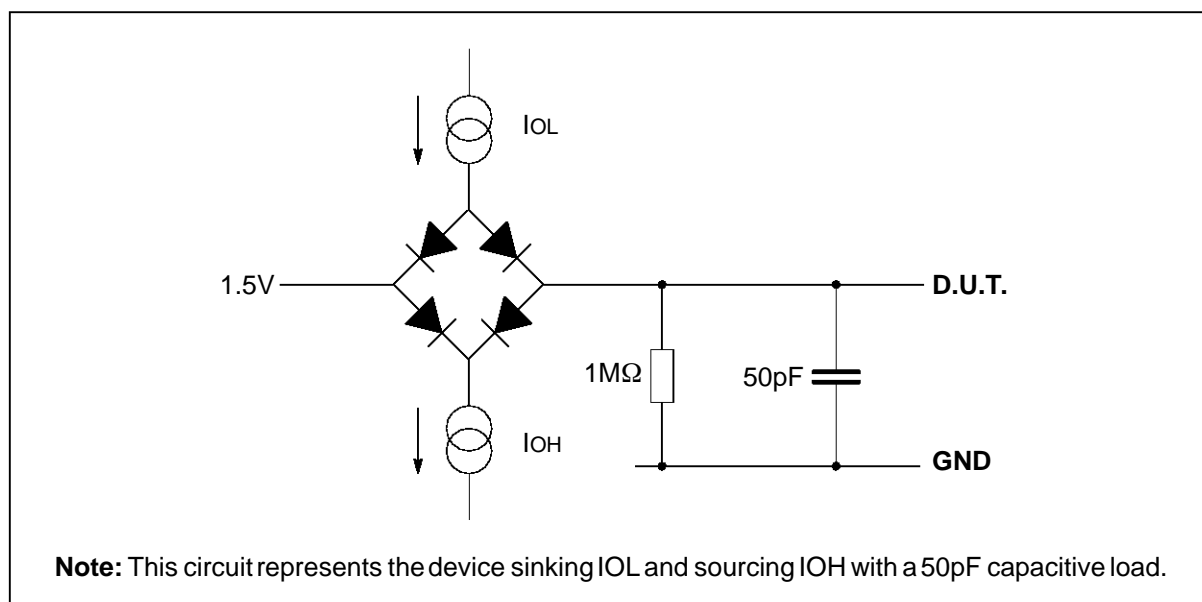 IOL
1.5V
D.U.T.
1MΩ
50pF
IOH
GND
Note: This circuit represents the device sinking IOL and sourcing IOH with a 50pF capacitive load.